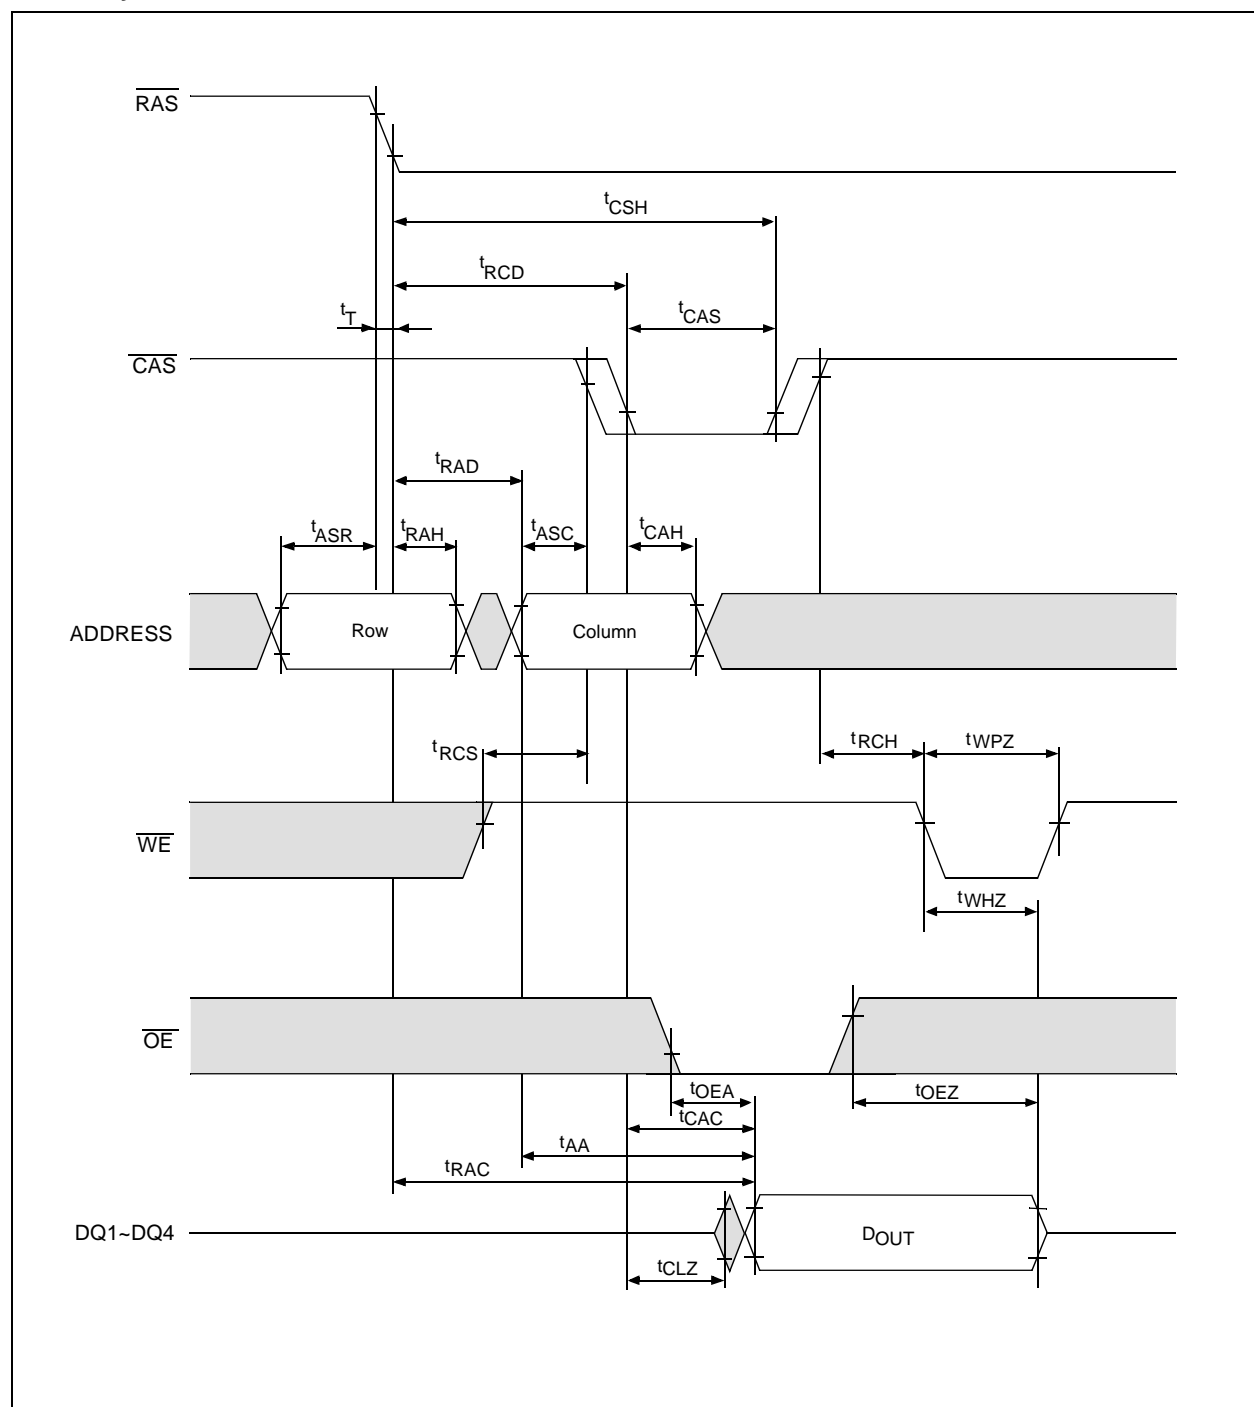 RAS
tCSH
tRCD
tT
tCAS
CAS
tRAD
tASR
tRAH
tASC
tCAH
ADDRESS
Row
Column
tRCS
tRCH
tWPZ
WE
tWHZ
OE
tOEA
tOEZ
tCAC
tAA
tRAC
DQ1~DQ4
DOUT
tCLZ